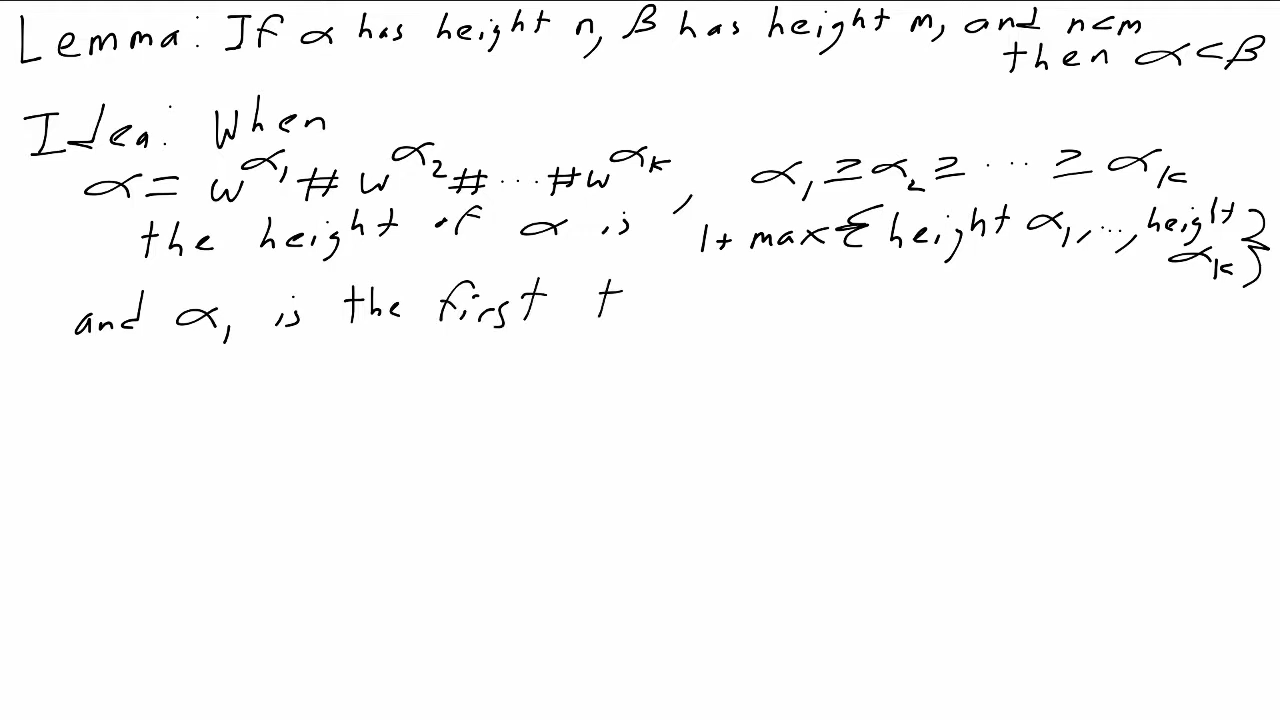 Lemma: If α has height n, β has height m, and n<m
then α<β
Idea: When
α = w^α₁ # w^α₂ # ... # w^αₖ, α₁ ≥ α₂ ≥ ... ≥ αₖ
the height of α is 1+ max{height α₁, ..., height αₖ}
and α₁ is the first t